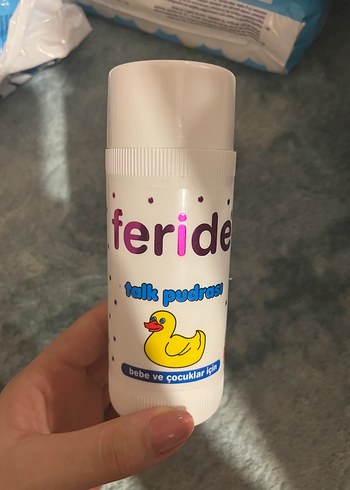 feride
talk pudrası
bebe ve çocuklar için